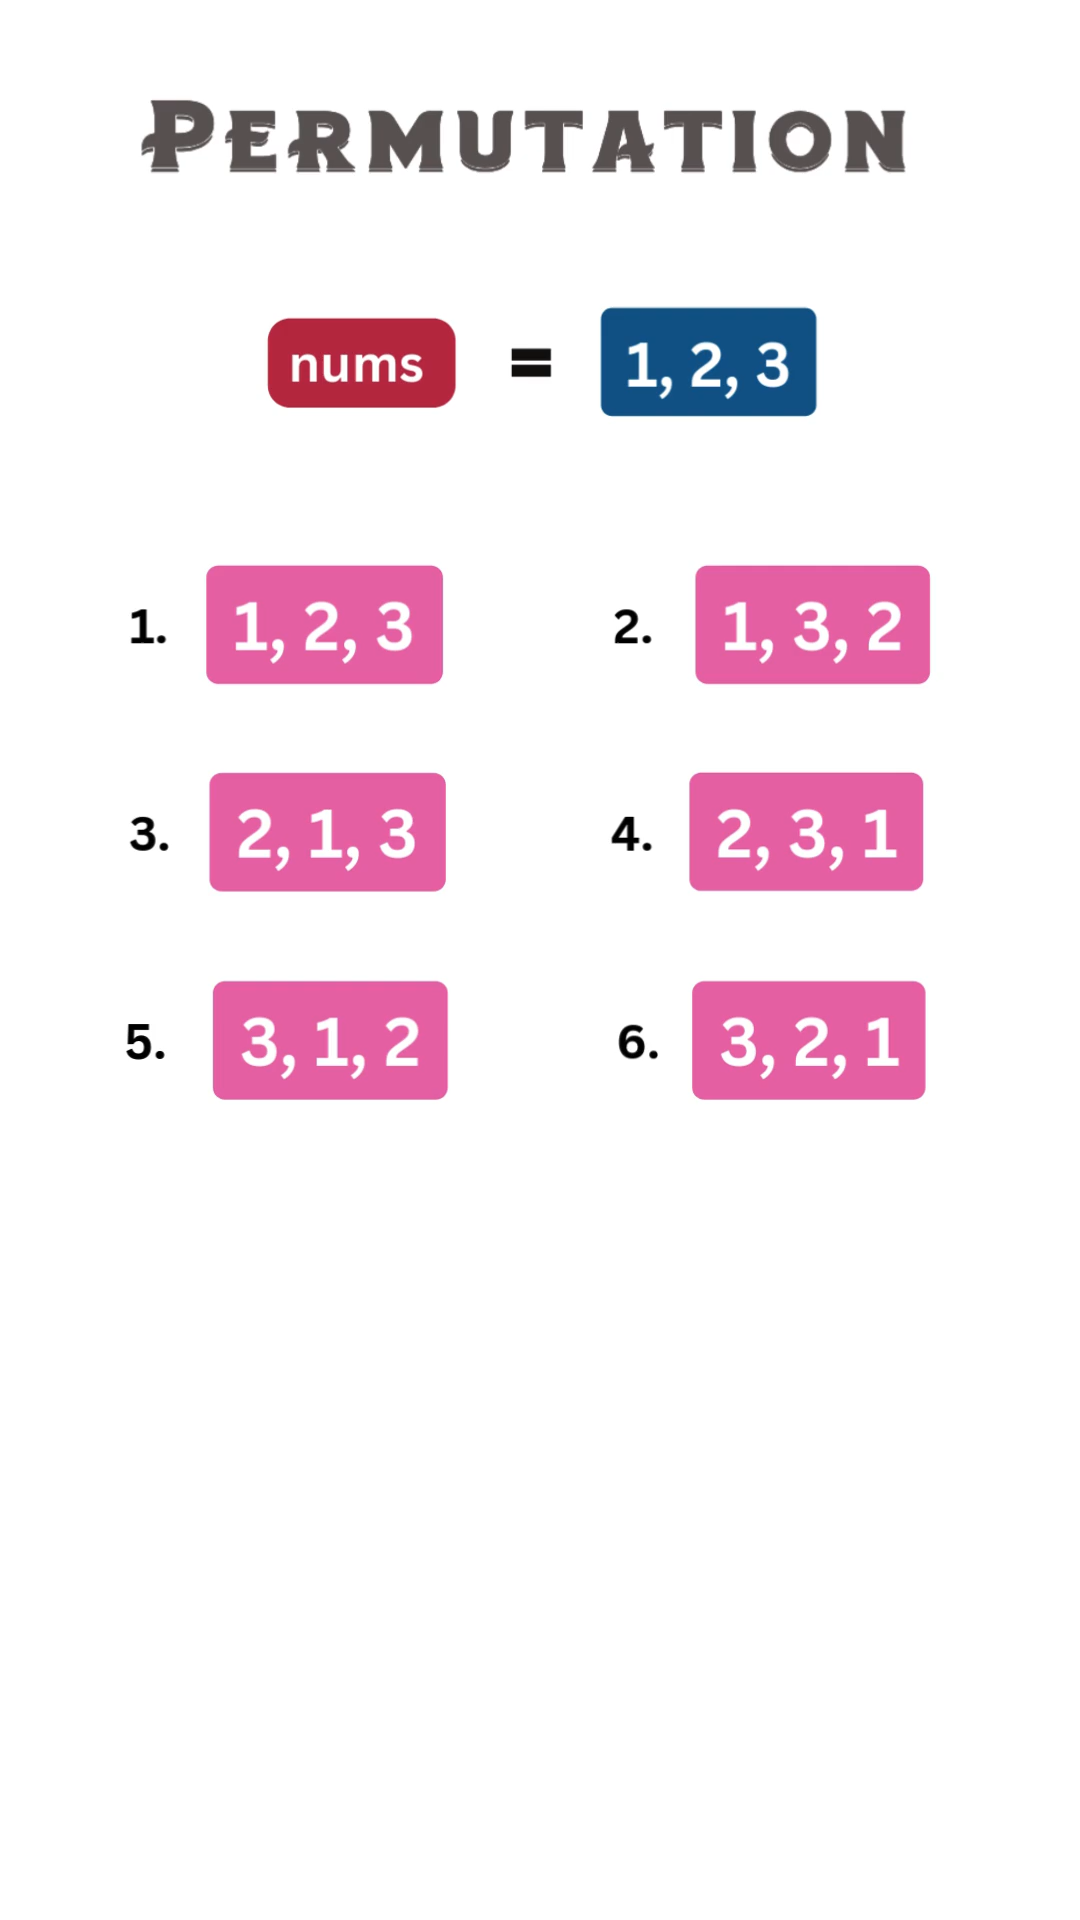 PERMUTATION
nums = 1, 2, 3
1. 1, 2, 3 2. 1, 3, 2
3. 2, 1, 3 4. 2, 3, 1
5. 3, 1, 2 6. 3, 2, 1